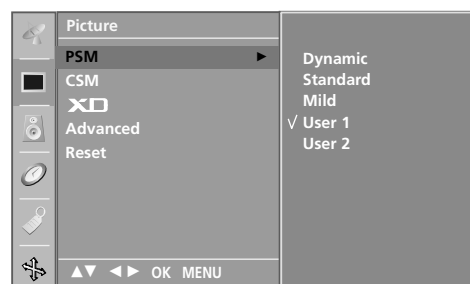 Picture
PSM ▶
CSM
XD
Advanced
Reset
▲▼ ◀▶ OK MENU
Dynamic
Standard
Mild
√ User 1
User 2